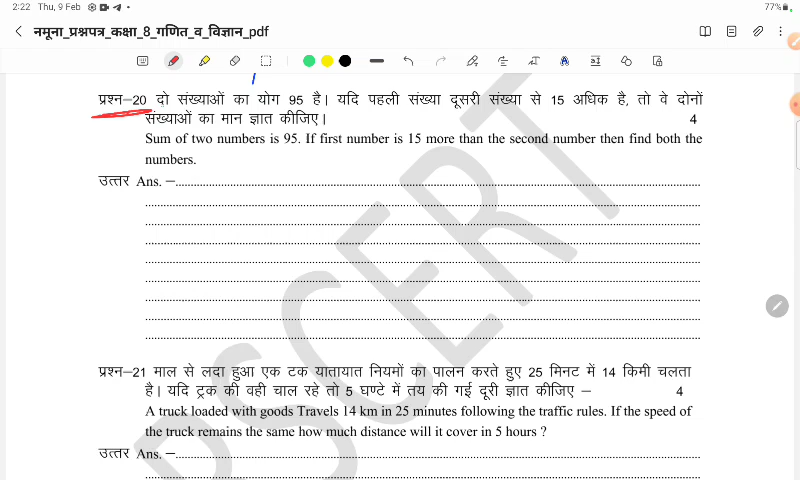 2:22 Thu, 9 Feb
77%
नमूना_प्रश्नपत्र_कक्षा_8_गणित_व_विज्ञान_pdf
प्रश्न–20 दो संख्याओं का योग 95 है। यदि पहली संख्या दूसरी संख्या से 15 अधिक है, तो वे दोनों
संख्याओं का मान ज्ञात कीजिए। 4
Sum of two numbers is 95. If first number is 15 more than the second number then find both the
numbers.
उत्तर Ans. –
प्रश्न–21 माल से लदा हुआ एक टक यातायात नियमों का पालन करते हुए 25 मिनट में 14 किमी चलता
है। यदि ट्रक की वही चाल रहे तो 5 घण्टे में तय की गई दूरी ज्ञात कीजिए – 4
A truck loaded with goods Travels 14 km in 25 minutes following the traffic rules. If the speed of
the truck remains the same how much distance will it cover in 5 hours ?
उत्तर Ans. –